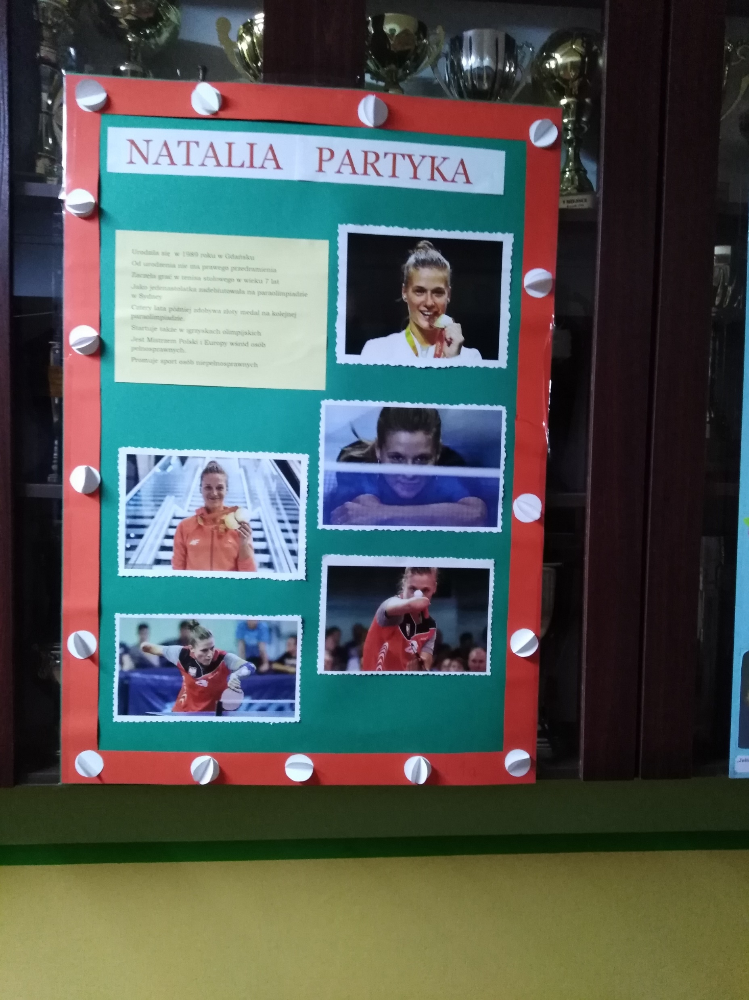 NATALIA PARTYKA
Urodziła się w 1989 roku w Gdańsku
Od urodzenia nie ma prawego przedramienia
Zaczęła grać w tenisa stołowego w wieku 7 lat
Jako jedenastolatka zadebiutowała na paraolimpiadzie
w Sydney
Cztery lata później zdobywa złoty medal na kolejnej
paraolimpiadzie.
Startuje także w igrzyskach olimpijskich
Jest Mistrzem Polski i Europy wśród osób
pełnosprawnych.
Promuje sport osób niepełnosprawnych
4F
I MIEJSCE